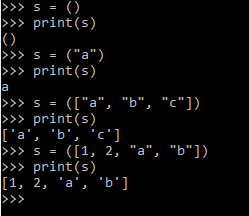 >>> s = ()
>>> print(s)
()
>>> s = ("a")
>>> print(s)
a
>>> s = (["a", "b", "c"])
>>> print(s)
['a', 'b', 'c']
>>> s = ([1, 2, "a", "b"])
>>> print(s)
[1, 2, 'a', 'b']
>>>